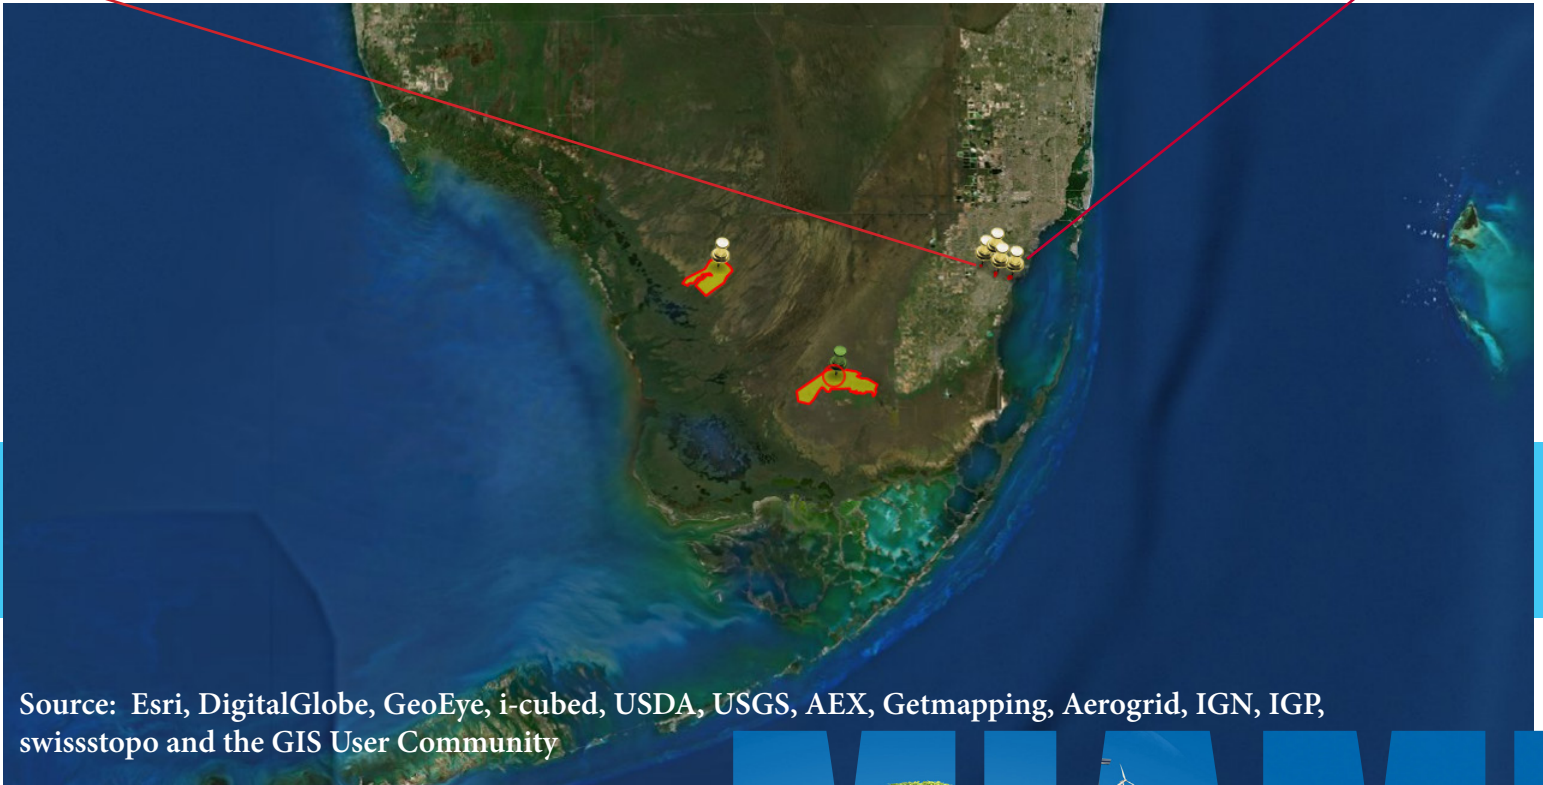 Source: Esri, DigitalGlobe, GeoEye, i-cubed, USDA, USGS, AEX, Getmapping, Aerogrid, IGN, IGP,
swissstopo and the GIS User Community